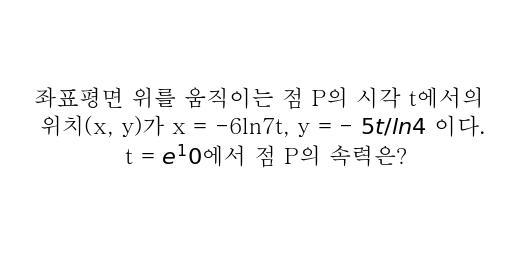 좌표평면 위를 움직이는 점 P의 시각 t에서의
위치(x, y)가 x = -6ln7t, y = - 5t/ln4 이다.
t = e¹0에서 점 P의 속력은?